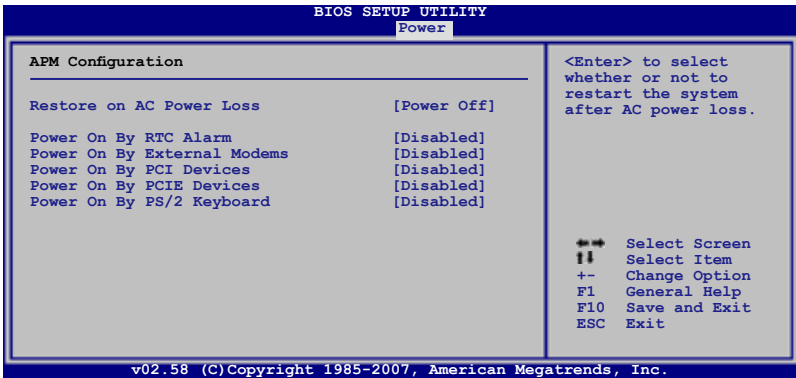 BIOS SETUP UTILITY
Power
APM Configuration
Restore on AC Power Loss [Power Off]
Power On By RTC Alarm [Disabled]
Power On By External Modems [Disabled]
Power On By PCI Devices [Disabled]
Power On By PCIE Devices [Disabled]
Power On By PS/2 Keyboard [Disabled]
<Enter> to select
whether or not to
restart the system
after AC power loss.
←→ Select Screen
↑↓ Select Item
+- Change Option
F1 General Help
F10 Save and Exit
ESC Exit
v02.58 (C)Copyright 1985-2007, American Megatrends, Inc.